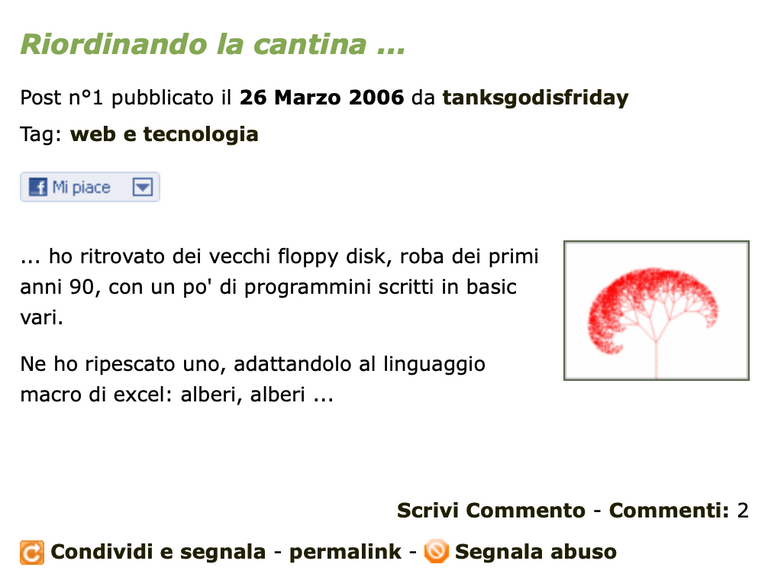 Riordinando la cantina ...
Post n°1 pubblicato il 26 Marzo 2006 da tanksgodisfriday
Tag: web e tecnologia
f Mi piace
... ho ritrovato dei vecchi floppy disk, roba dei primi
anni 90, con un po' di programmini scritti in basic
vari.
Ne ho ripescato uno, adattandolo al linguaggio
macro di excel: alberi, alberi ...
Scrivi Commento - Commenti: 2
Condividi e segnala - permalink - Segnala abuso